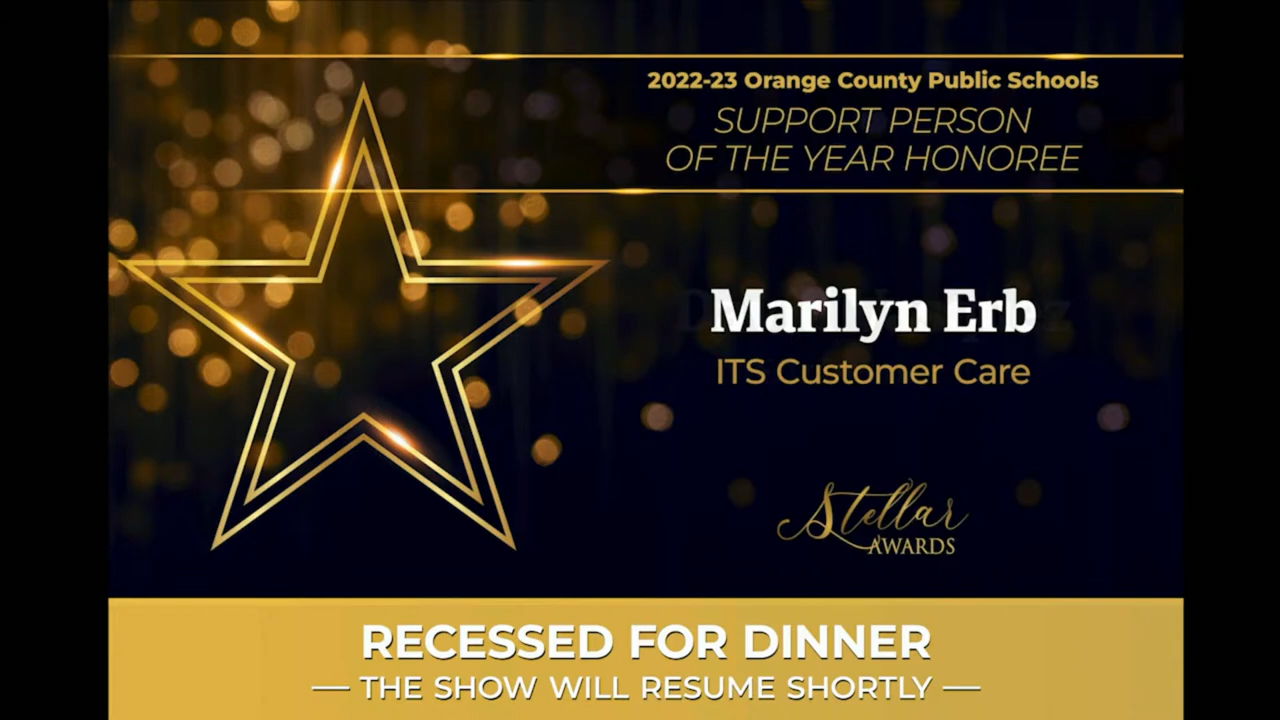 2022-23 Orange County Public Schools
SUPPORT PERSON
OF THE YEAR HONOREE
Marilyn Erb
ITS Customer Care
Stellar
AWARDS
RECESSED FOR DINNER
— THE SHOW WILL RESUME SHORTLY —